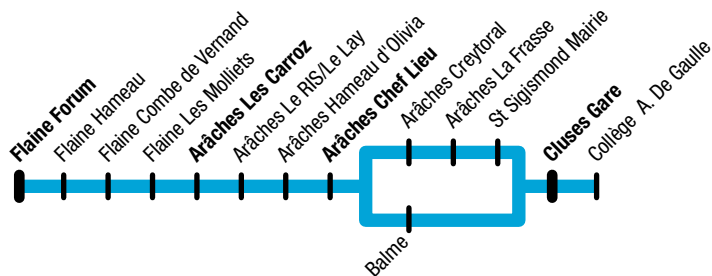 Flaine Forum
Flaine Hameau
Flaine Combe de Vernand
Flaine Les Molliets
Arâches Les Carroz
Arâches Le RIS/Le Lay
Arâches Hameau d'Olivia
Arâches Chef Lieu
Arâches Creytoral
Arâches La Frasse
St Sigismond Mairie
Balme
Cluses Gare
Collège A. De Gaulle